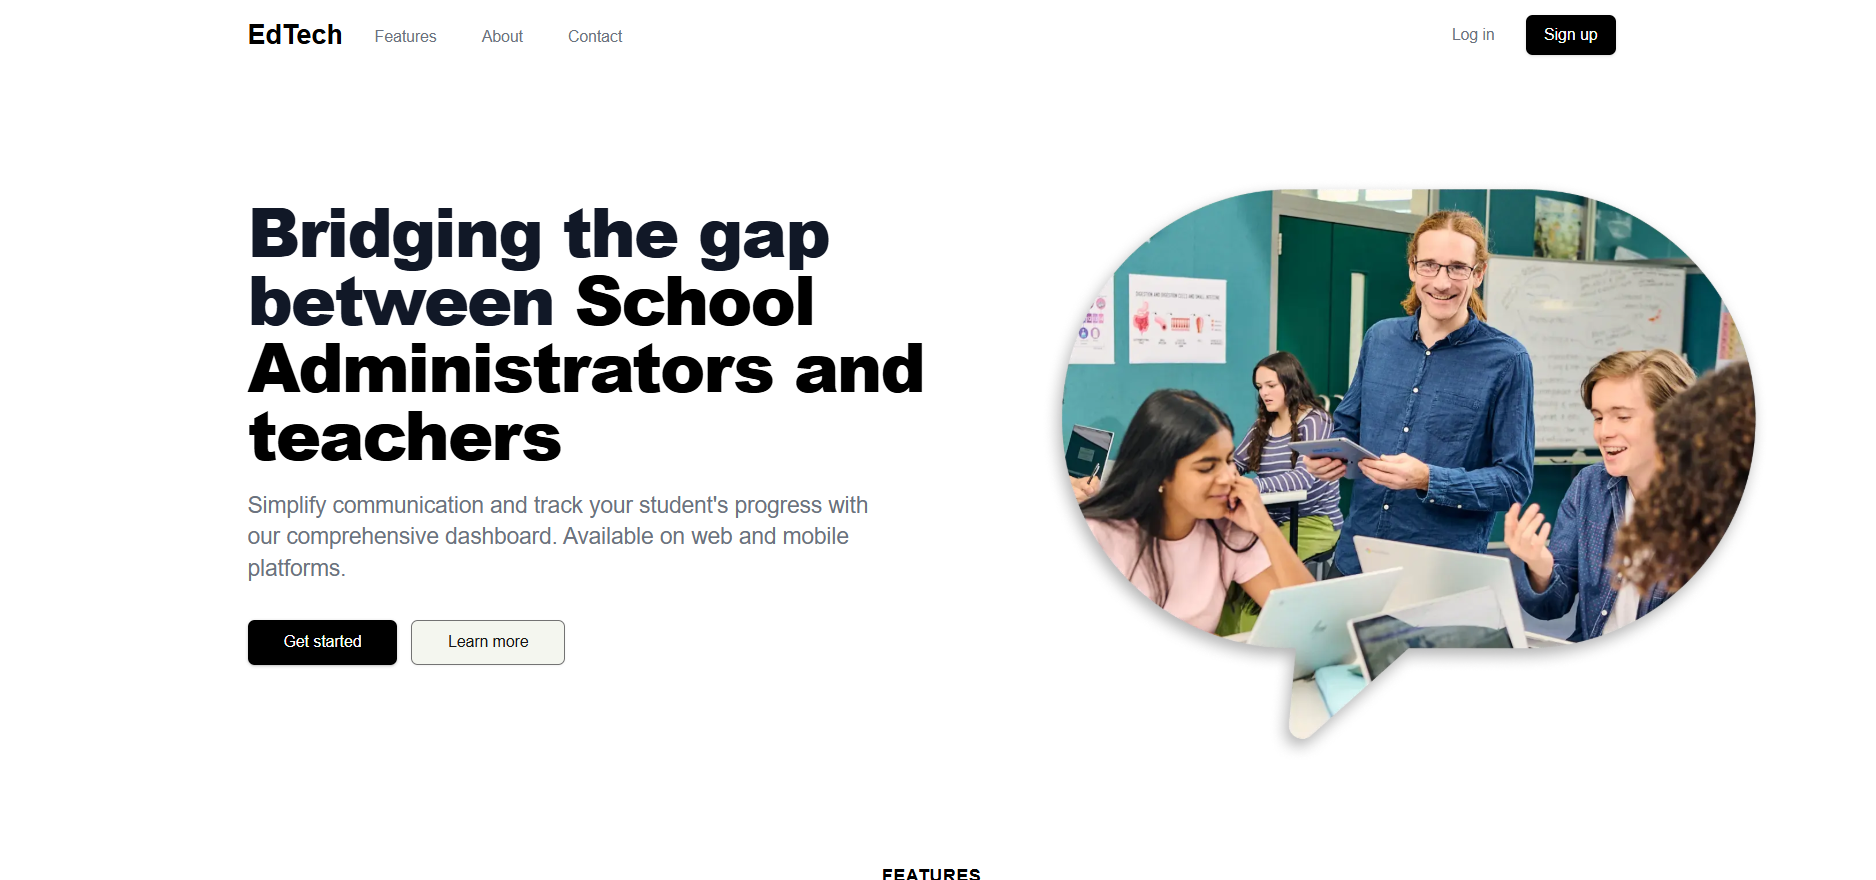 EdTech Features About Contact Log in Sign up
Bridging the gap
between School
Administrators and
teachers
Simplify communication and track your student's progress with
our comprehensive dashboard. Available on web and mobile
platforms.
Get started Learn more
FEATURES